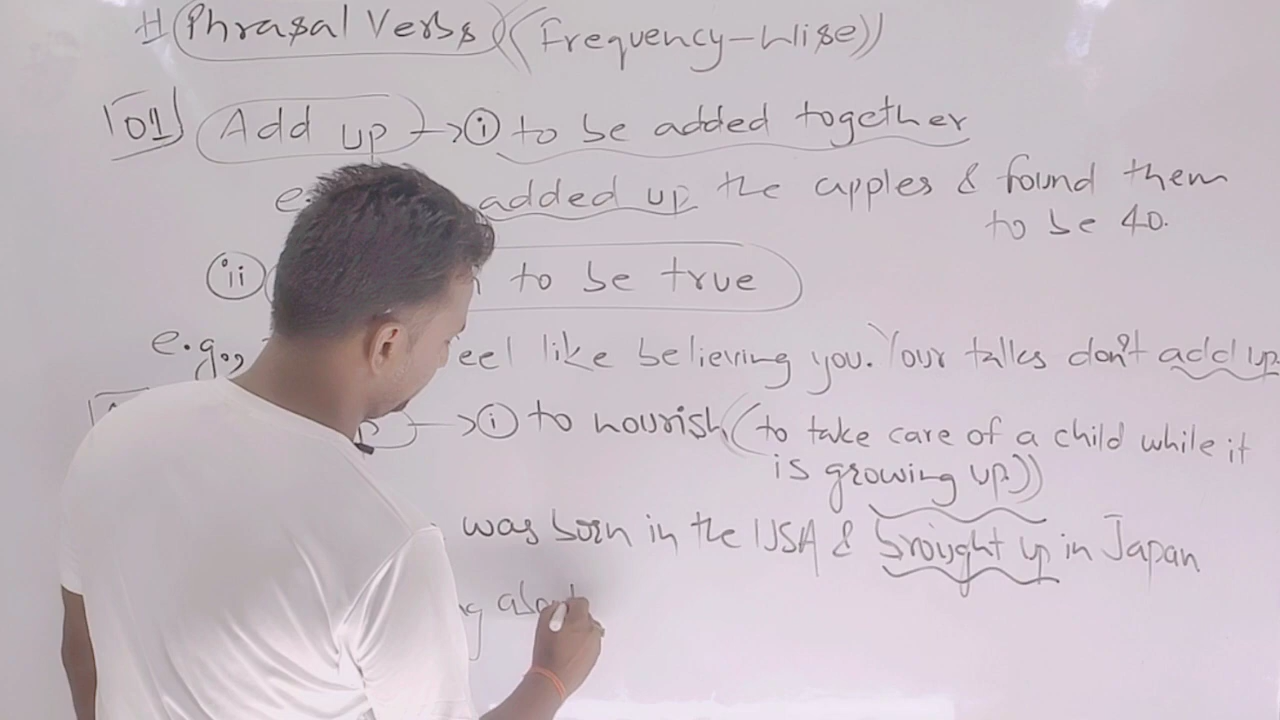 # Phrasal Verbs ((Frequency-Wise))
01 Add up → i to be added together
added up the apples & found them
to be 40.
ii to be true
e.g., eel like believing you. Your talks don't add up.
→ i to nourish ((to take care of a child while it
is growing up))
was born in the USA & brought up in Japan